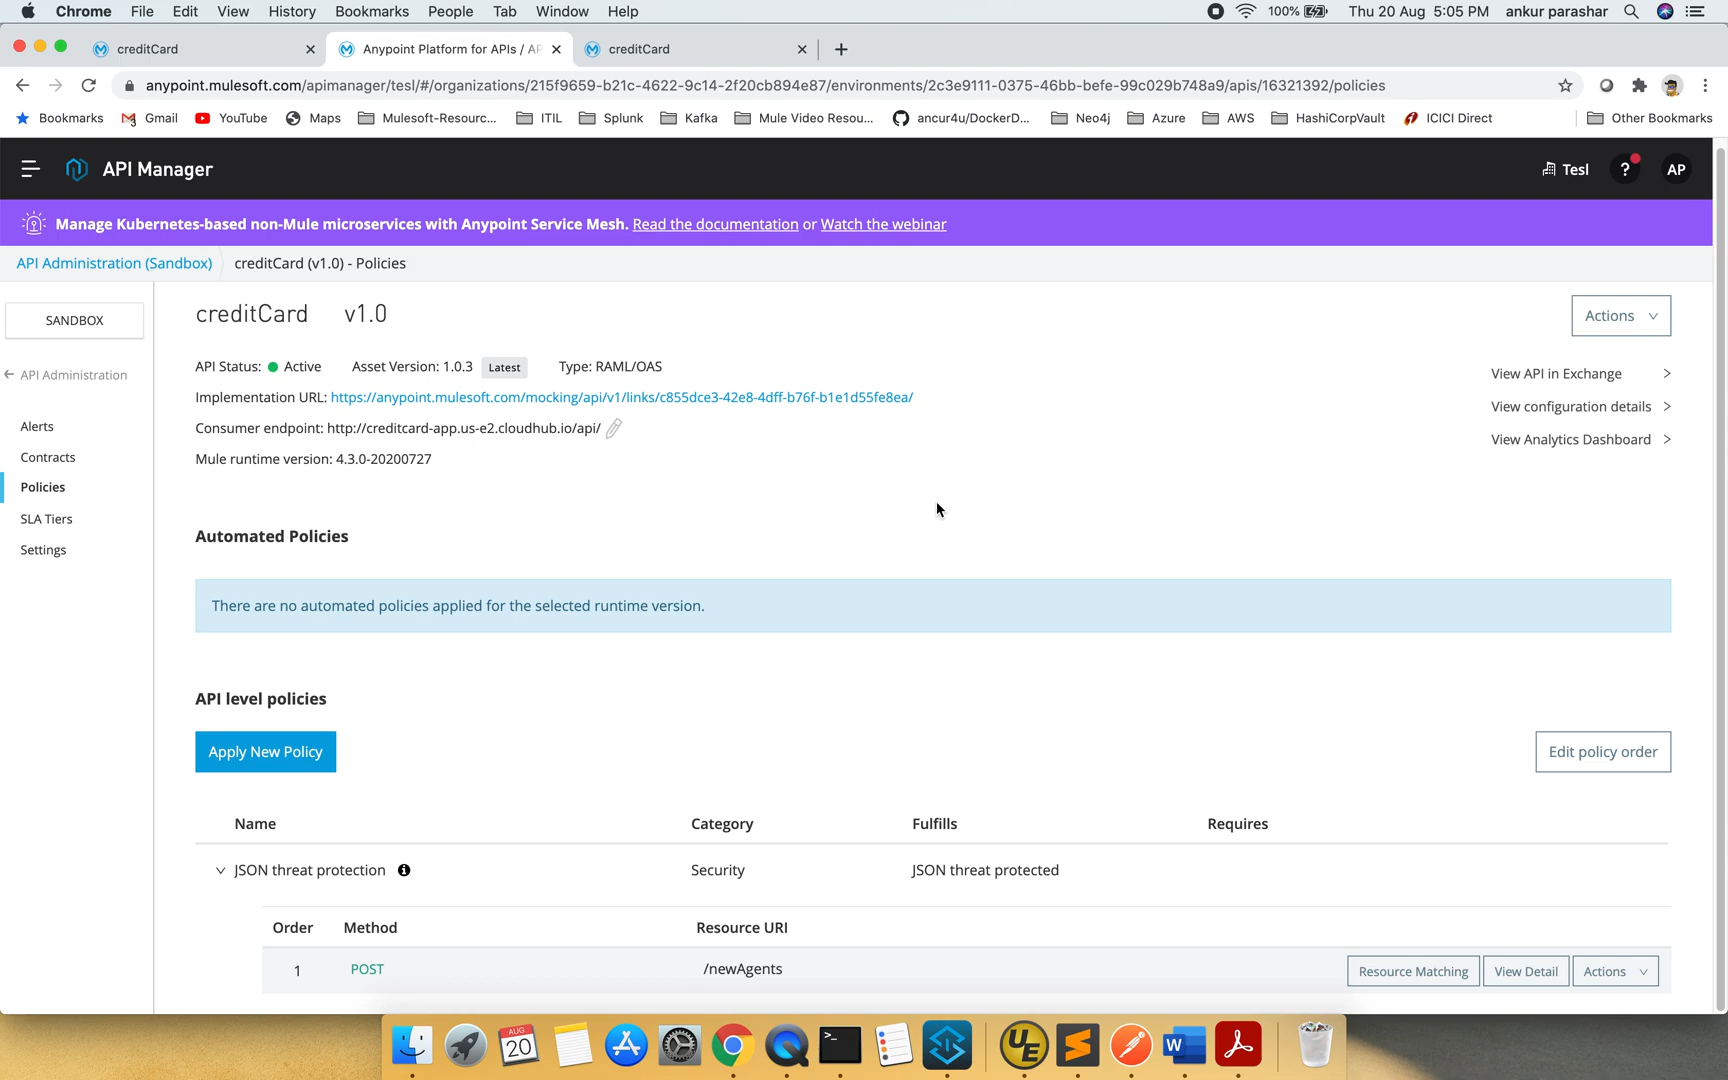 Chrome File Edit View History Bookmarks People Tab Window Help 100% Thu 20 Aug 5:05 PM ankur parashar
creditCard Anypoint Platform for APIs / AP creditCard
anypoint.mulesoft.com/apimanager/tesl/#/organizations/215f9659-b21c-4622-9c14-2f20cb894e87/environments/2c3e9111-0375-46bb-befe-99c029b748a9/apis/16321392/policies
Bookmarks Gmail YouTube Maps Mulesoft-Resourc... ITIL Splunk Kafka Mule Video Resou... ancur4u/DockerD... Neo4j Azure AWS HashiCorpVault ICICI Direct Other Bookmarks
API Manager Tesl ? AP
Manage Kubernetes-based non-Mule microservices with Anypoint Service Mesh. Read the documentation or Watch the webinar
API Administration (Sandbox) creditCard (v1.0) - Policies
SANDBOX
API Administration
Alerts
Contracts
Policies
SLA Tiers
Settings
creditCard v1.0
Actions
API Status: Active Asset Version: 1.0.3 Latest Type: RAML/OAS
Implementation URL: https://anypoint.mulesoft.com/mocking/api/v1/links/c855dce3-42e8-4dff-b76f-b1e1d55fe8ea/
Consumer endpoint: http://creditcard-app.us-e2.cloudhub.io/api/
Mule runtime version: 4.3.0-20200727
View API in Exchange >
View configuration details >
View Analytics Dashboard >
Automated Policies
There are no automated policies applied for the selected runtime version.
API level policies
Apply New Policy
Edit policy order
Name Category Fulfills Requires
JSON threat protection Security JSON threat protected
Order Method Resource URI
1 POST /newAgents Resource Matching View Detail Actions
AUG
20
UE
W